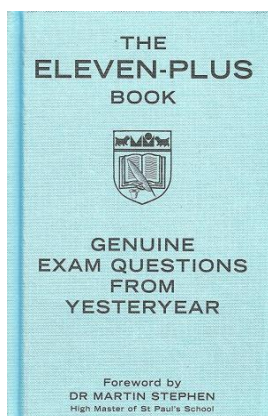 THE
ELEVEN-PLUS
BOOK
GENUINE
EXAM QUESTIONS
FROM
YESTERYEAR
Foreword by
DR MARTIN STEPHEN
High Master of St Paul's School